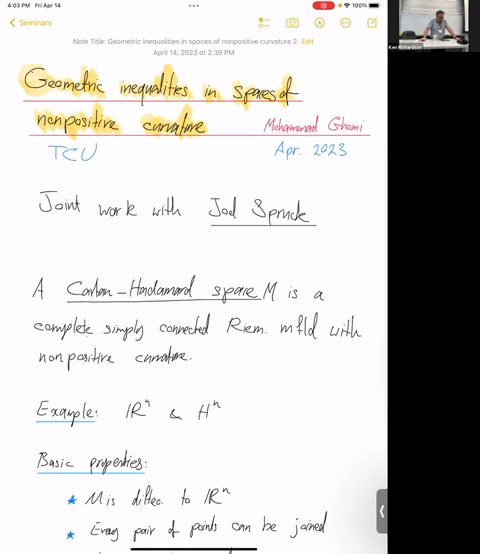 4:03 PM Fri Apr 14
100%
Seminars
Note Title: Geometric inequalities in spaces of nonpositive curvature 2 Edit
April 14, 2023 at 2:39 PM
Ken Richardson
Geometric inequalities in spaces of
nonpositive curvature
Mohammad Ghomi
TCU
Apr. 2023
Joint work with Joel Spruck
A Cartan-Hadamard space M is a
complete simply connected Riem. mfld with
nonpositive curvature.
Example: IRⁿ & Hⁿ
Basic properties:
★ M is diffeo. to IRⁿ
★ Every pair of points can be joined